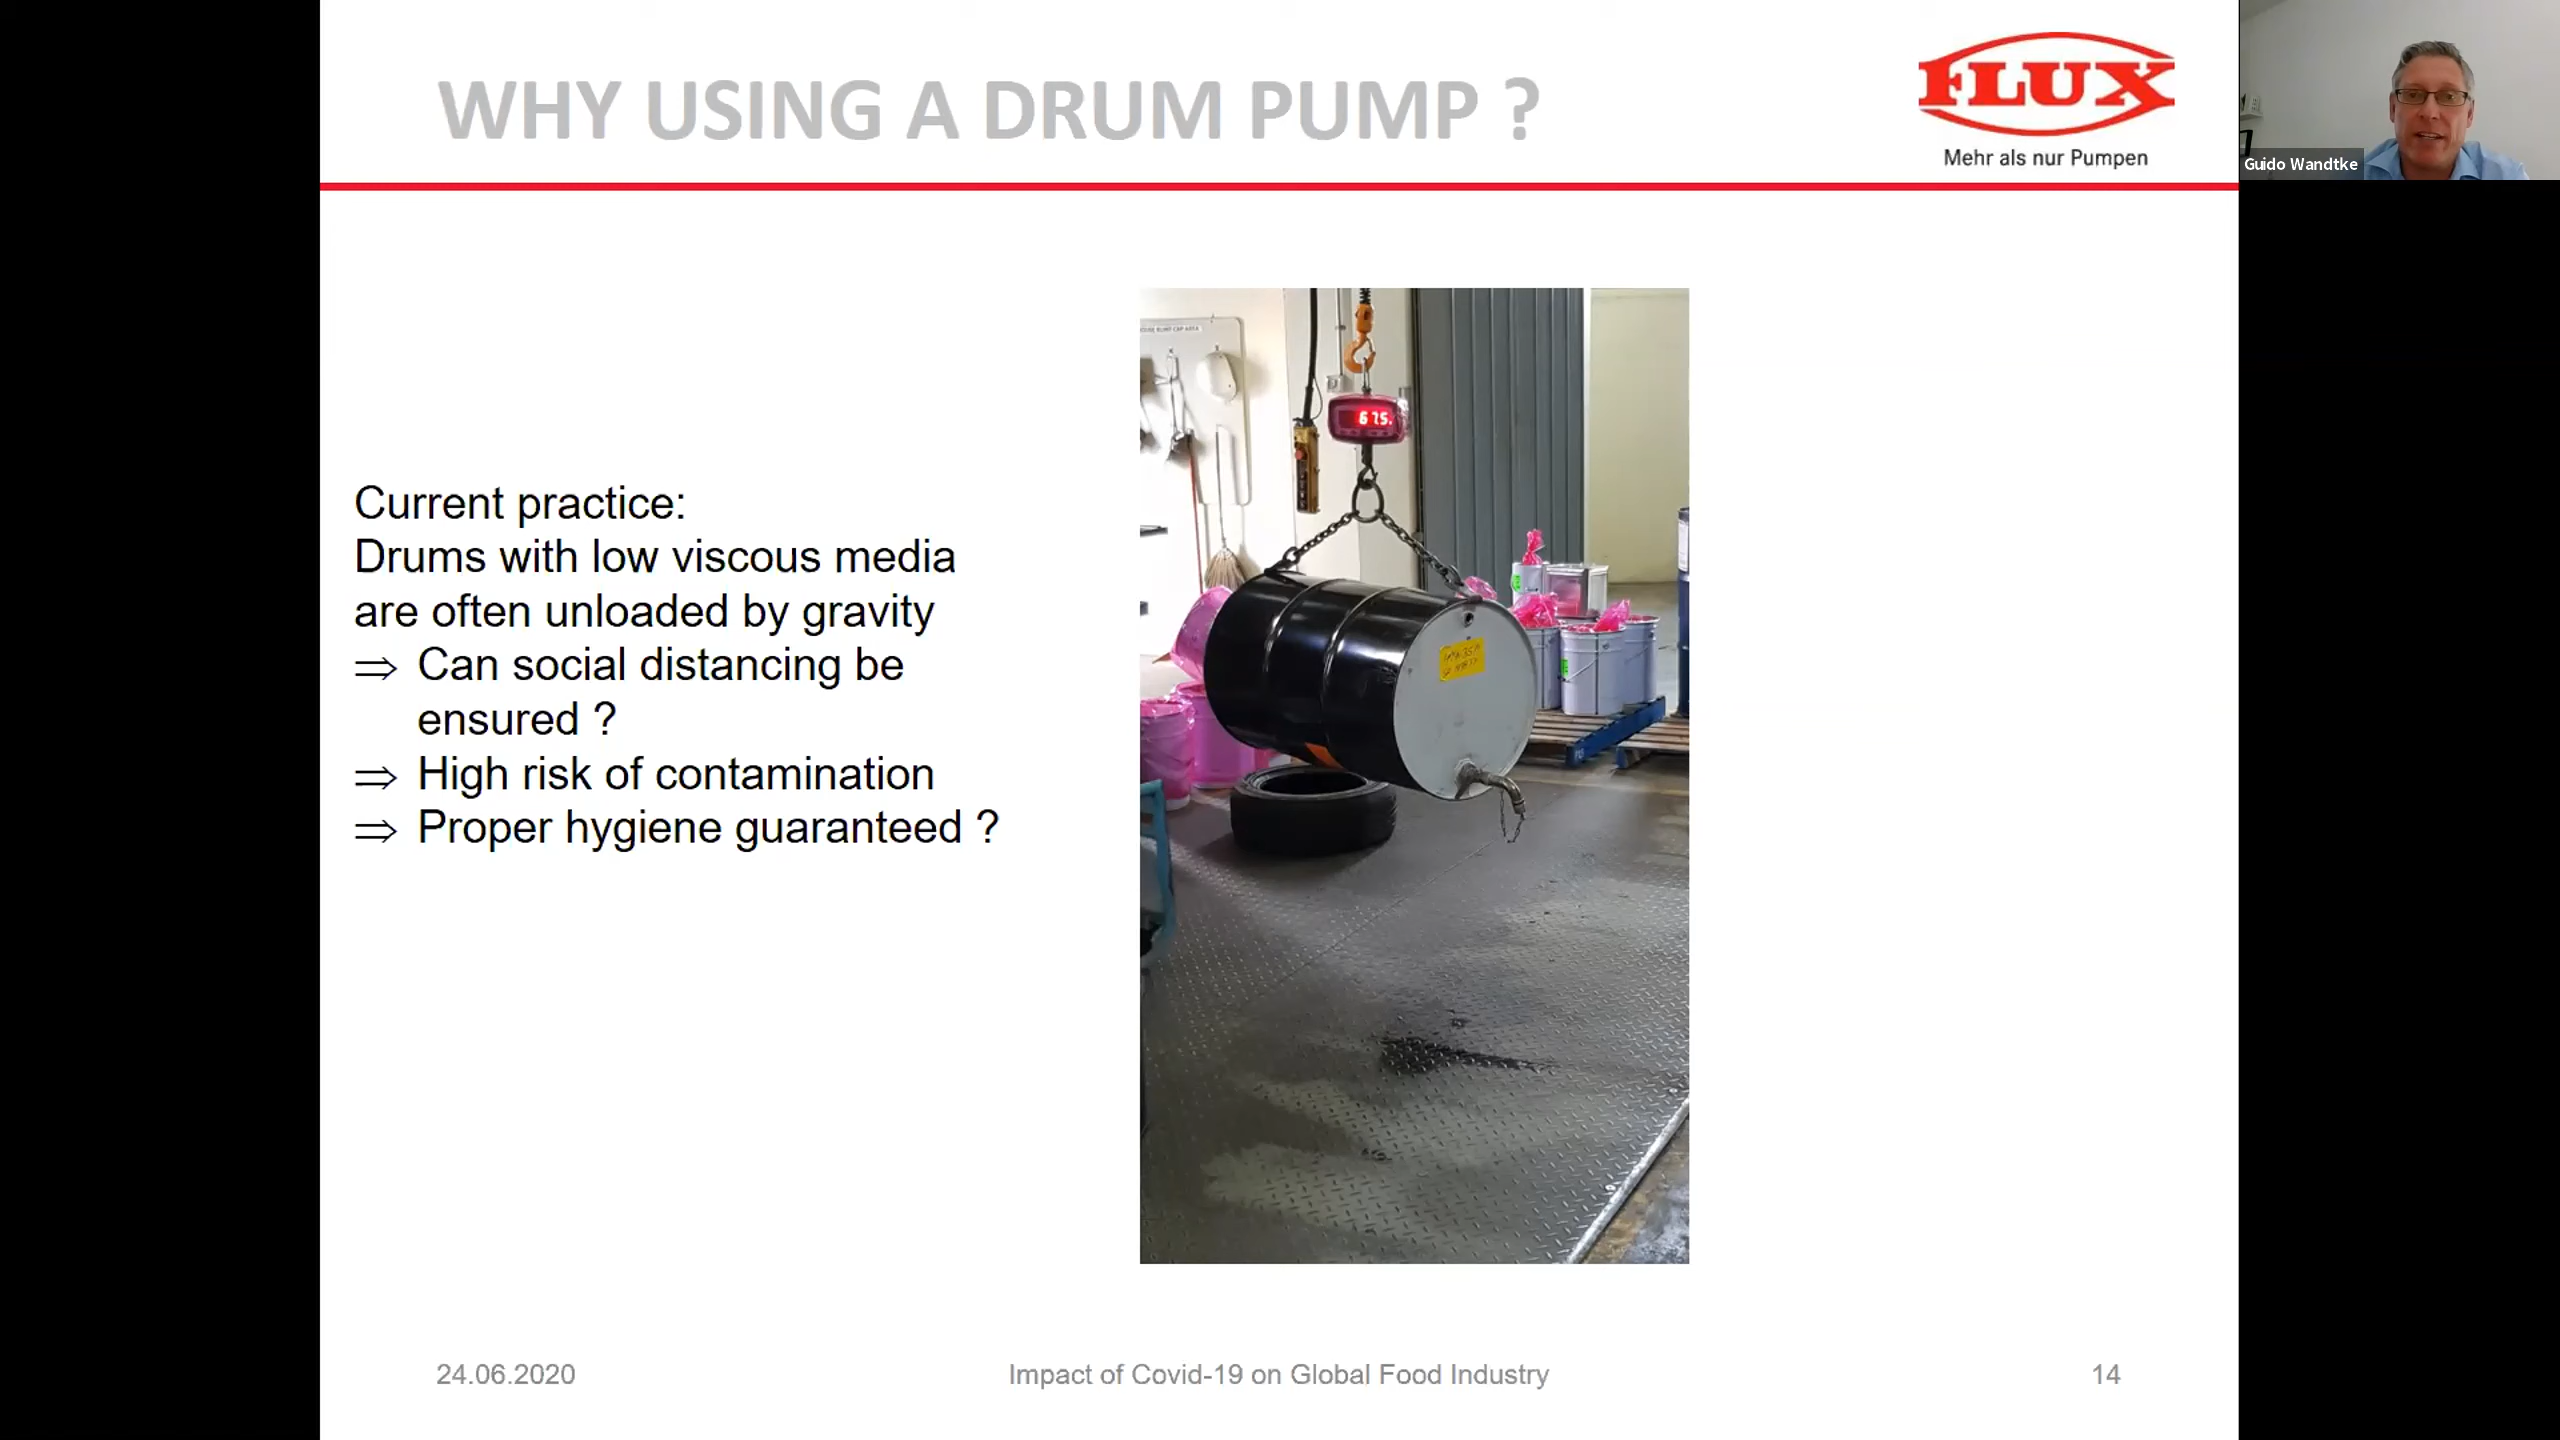 WHY USING A DRUM PUMP ?
FLUX
Mehr als nur Pumpen
Guido Wandtke
Current practice:
Drums with low viscous media
are often unloaded by gravity
⇒ Can social distancing be
ensured ?
⇒ High risk of contamination
⇒ Proper hygiene guaranteed ?
67.5.
24.06.2020
Impact of Covid-19 on Global Food Industry
14